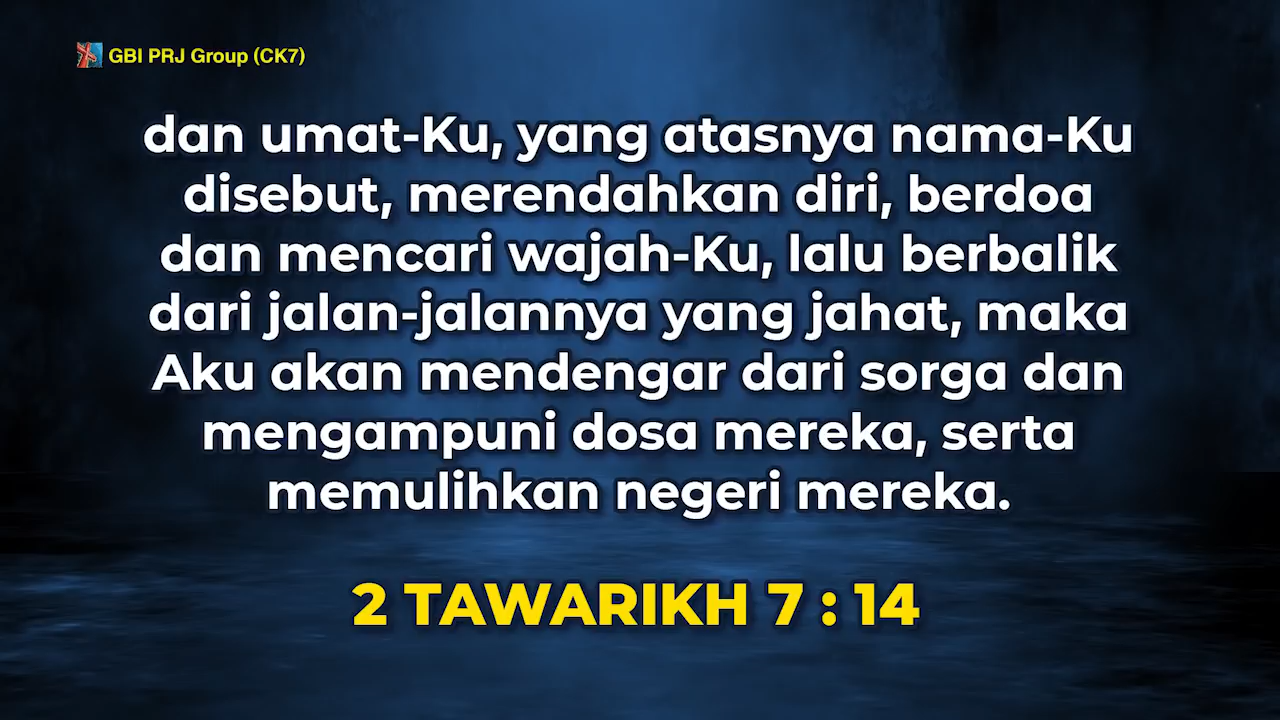 GBI PRJ Group (CK7)
dan umat-Ku, yang atasnya nama-Ku
disebut, merendahkan diri, berdoa
dan mencari wajah-Ku, lalu berbalik
dari jalan-jalannya yang jahat, maka
Aku akan mendengar dari sorga dan
mengampuni dosa mereka, serta
memulihkan negeri mereka.
2 TAWARIKH 7 : 14